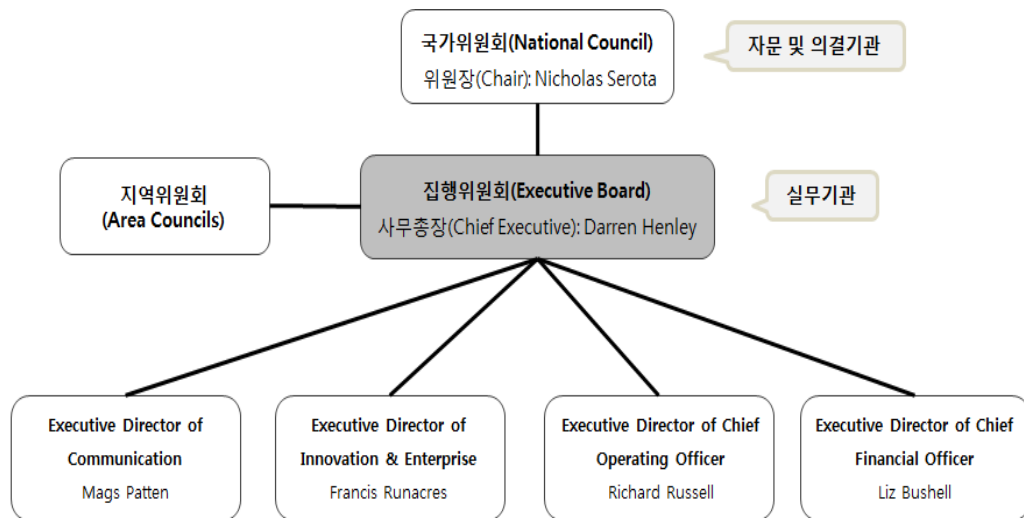 국가위원회(National Council)
위원장(Chair): Nicholas Serota
자문 및 의결기관
지역위원회
(Area Councils)
집행위원회(Executive Board)
사무총장(Chief Executive): Darren Henley
실무기관
Executive Director of
Communication
Mags Patten
Executive Director of
Innovation & Enterprise
Francis Runacres
Executive Director of Chief
Operating Officer
Richard Russell
Executive Director of Chief
Financial Officer
Liz Bushell